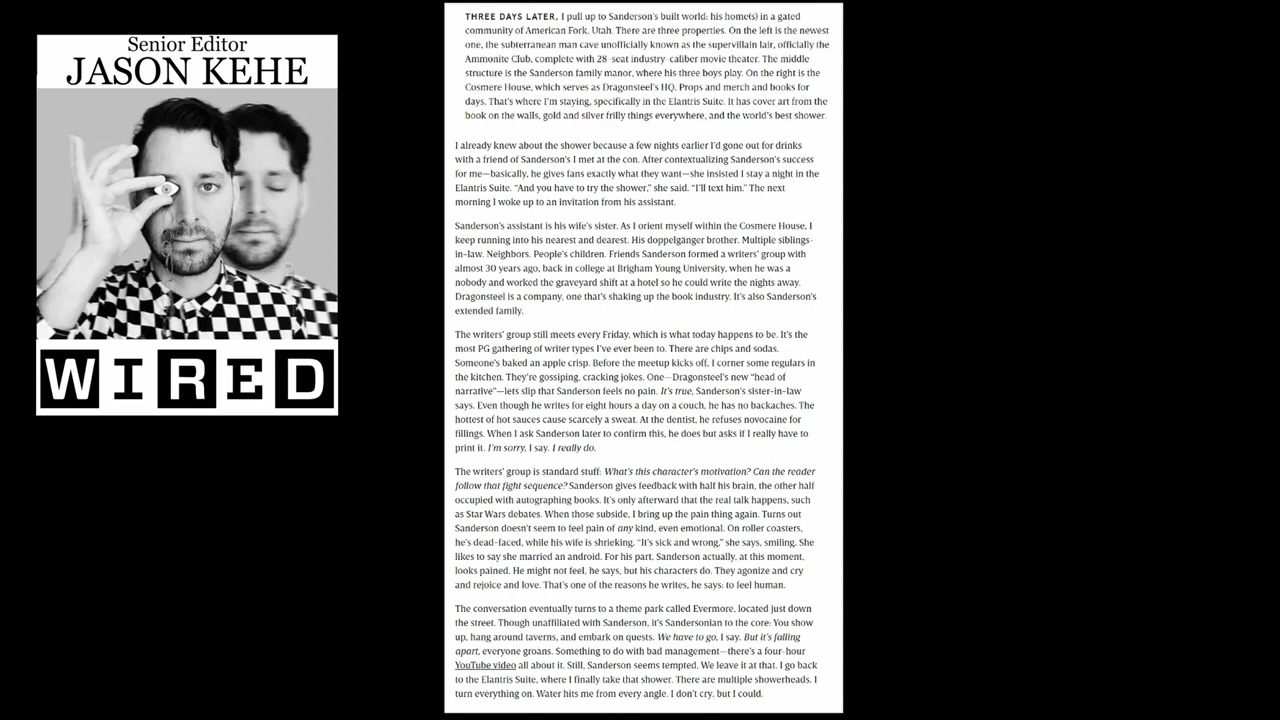 Senior Editor
JASON KEHE
WIRED
THREE DAYS LATER, I pull up to Sanderson's built world: his home(s) in a gated
community of American Fork, Utah. There are three properties. On the left is the newest
one, the subterranean man cave unofficially known as the supervillain lair, officially the
Ammonite Club, complete with 28-seat industry-caliber movie theater. The middle
structure is the Sanderson family manor, where his three boys play. On the right is the
Cosmere House, which serves as Dragonsteel's HQ. Props and merch and books for
days. That's where I'm staying, specifically in the Elantris Suite. It has cover art from the
book on the walls, gold and silver frilly things everywhere, and the world's best shower.
I already knew about the shower because a few nights earlier I'd gone out for drinks
with a friend of Sanderson's I met at the con. After contextualizing Sanderson's success
for me—basically, he gives fans exactly what they want—she insisted I stay a night in the
Elantris Suite. "And you have to try the shower," she said. "I'll text him." The next
morning I woke up to an invitation from his assistant.
Sanderson's assistant is his wife's sister. As I orient myself within the Cosmere House, I
keep running into his nearest and dearest. His doppelgänger brother. Multiple siblings-
in-law. Neighbors. People's children. Friends Sanderson formed a writers' group with
almost 30 years ago, back in college at Brigham Young University, when he was a
nobody and worked the graveyard shift at a hotel so he could write the nights away.
Dragonsteel is a company, one that's shaking up the book industry. It's also Sanderson's
extended family.
The writers' group still meets every Friday, which is what today happens to be. It's the
most PG gathering of writer types I've ever been to. There are chips and sodas.
Someone's baked an apple crisp. Before the meetup kicks off, I corner some regulars in
the kitchen. They're gossiping, cracking jokes. One—Dragonsteel's new "head of
narrative"—lets slip that Sanderson feels no pain. It's true, Sanderson's sister-in-law
says. Even though he writes for eight hours a day on a couch, he has no backaches. The
hottest of hot sauces cause scarcely a sweat. At the dentist, he refuses novocaine for
fillings. When I ask Sanderson later to confirm this, he does but asks if I really have to
print it. I'm sorry, I say. I really do.
The writers' group is standard stuff: What's this character's motivation? Can the reader
follow that fight sequence? Sanderson gives feedback with half his brain, the other half
occupied with autographing books. It's only afterward that the real talk happens, such
as Star Wars debates. When those subside, I bring up the pain thing again. Turns out
Sanderson doesn't seem to feel pain of any kind, even emotional. On roller coasters,
he's dead-faced, while his wife is shrieking. "It's sick and wrong," she says, smiling. She
likes to say she married an android. For his part, Sanderson actually, at this moment,
looks pained. He might not feel, he says, but his characters do. They agonize and cry
and rejoice and love. That's one of the reasons he writes, he says: to feel human.
The conversation eventually turns to a theme park called Evermore, located just down
the street. Though unaffiliated with Sanderson, it's Sandersonian to the core: You show
up, hang around taverns, and embark on quests. We have to go, I say. But it's falling
apart, everyone groans. Something to do with bad management—there's a four-hour
YouTube video all about it. Still, Sanderson seems tempted. We leave it at that. I go back
to the Elantris Suite, where I finally take that shower. There are multiple showerheads. I
turn everything on. Water hits me from every angle. I don't cry, but I could.